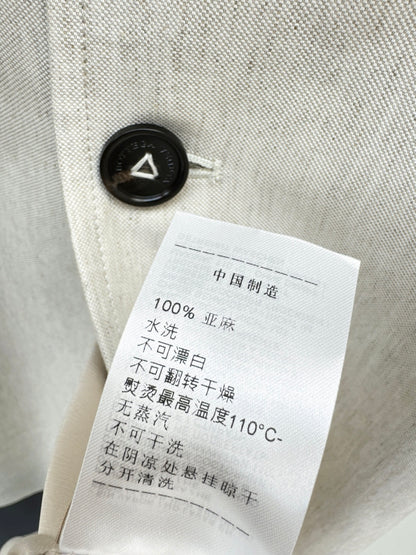 BOTTEGA VENETA
中国制造
100% 亚麻
水洗
不可漂白
不可翻转干燥
熨烫最高温度110°C-
无蒸汽
不可干洗
在阴凉处悬挂晾干
分开清洗